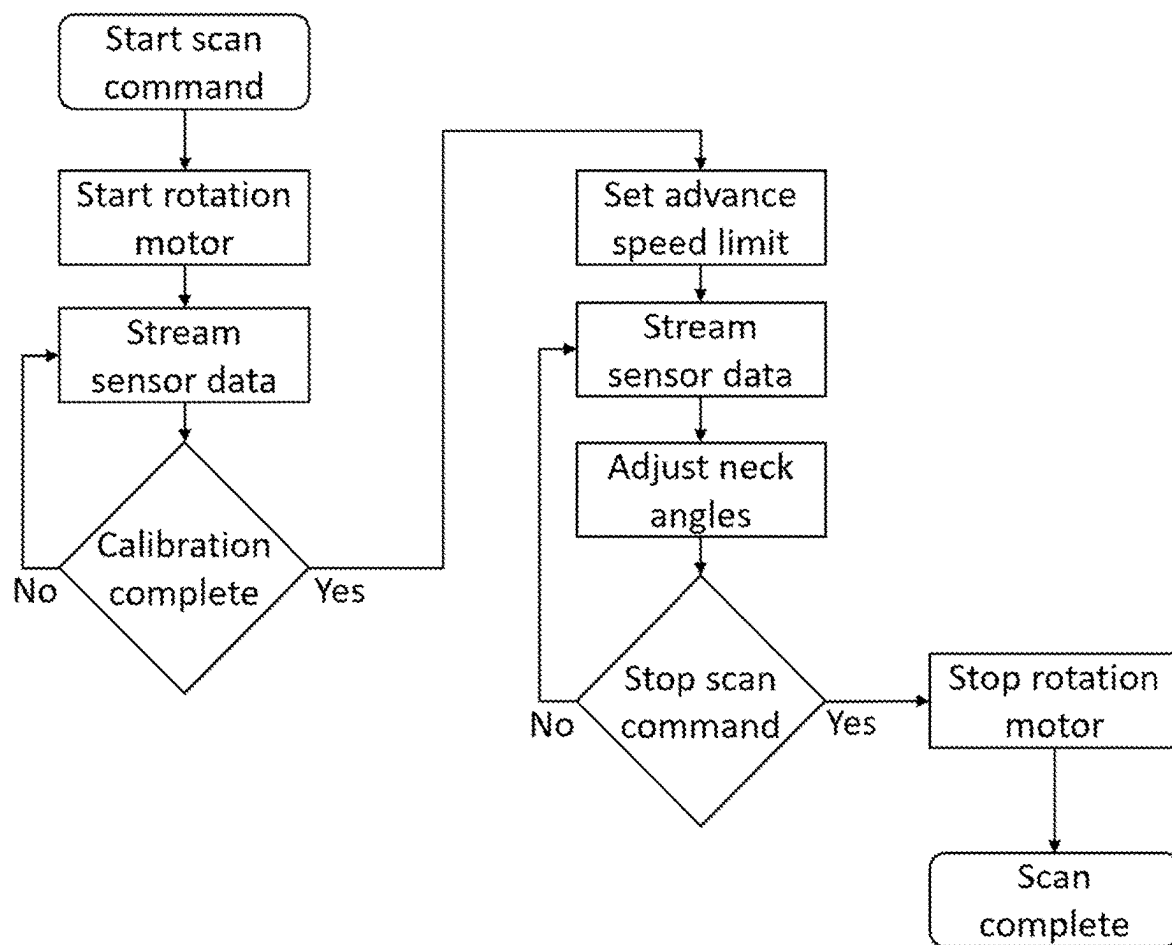 Start scan
command
Start rotation
motor
Stream
sensor data
Calibration
complete
No
Yes
Set advance
speed limit
Stream
sensor data
Adjust neck
angles
Stop scan
command
No
Yes
Stop rotation
motor
Scan
complete